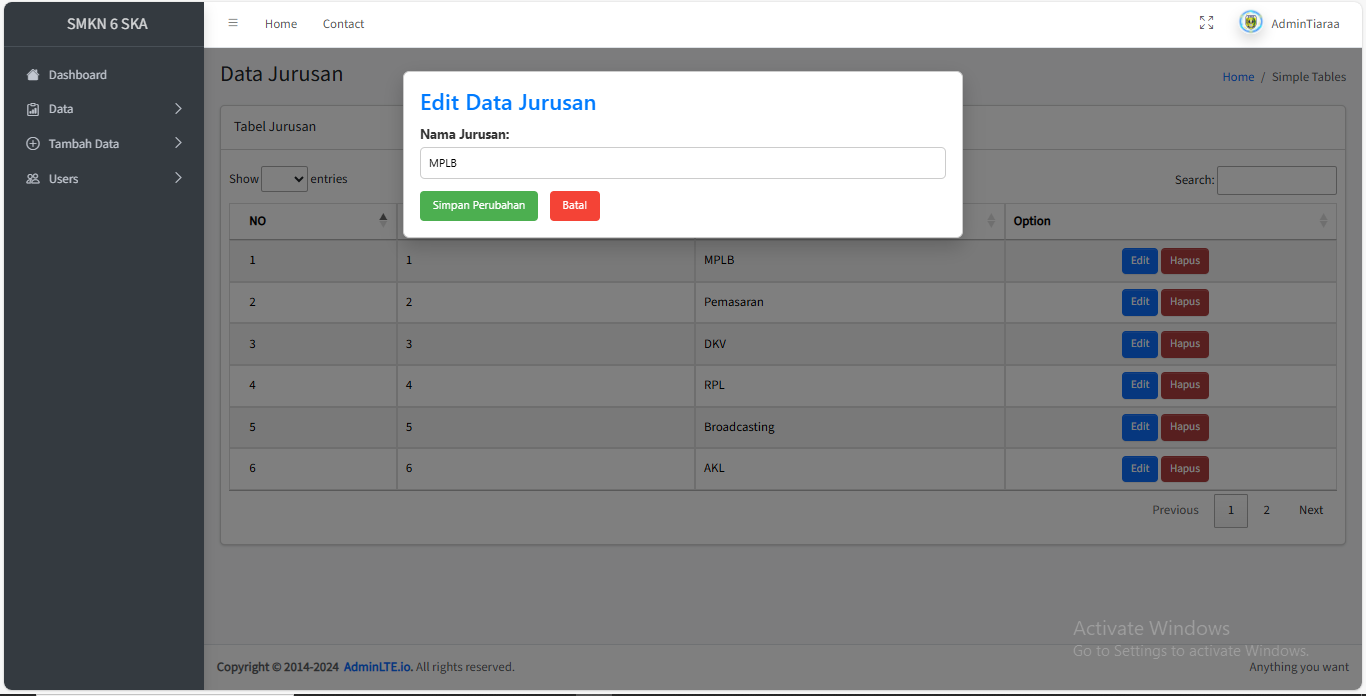 SMKN 6 SKA
Home Contact
AdminTiaraa
Dashboard
Data
Tambah Data
Users
Data Jurusan
Home / Simple Tables
Edit Data Jurusan
Nama Jurusan:
MPLB
Simpan Perubahan Batal
Tabel Jurusan
Show entries
Search:
NO Option
1 1 MPLB Edit Hapus
2 2 Pemasaran Edit Hapus
3 3 DKV Edit Hapus
4 4 RPL Edit Hapus
5 5 Broadcasting Edit Hapus
6 6 AKL Edit Hapus
Previous 1 2 Next
Activate Windows
Go to Settings to activate Windows.
Copyright © 2014-2024 AdminLTE.io. All rights reserved.
Anything you want